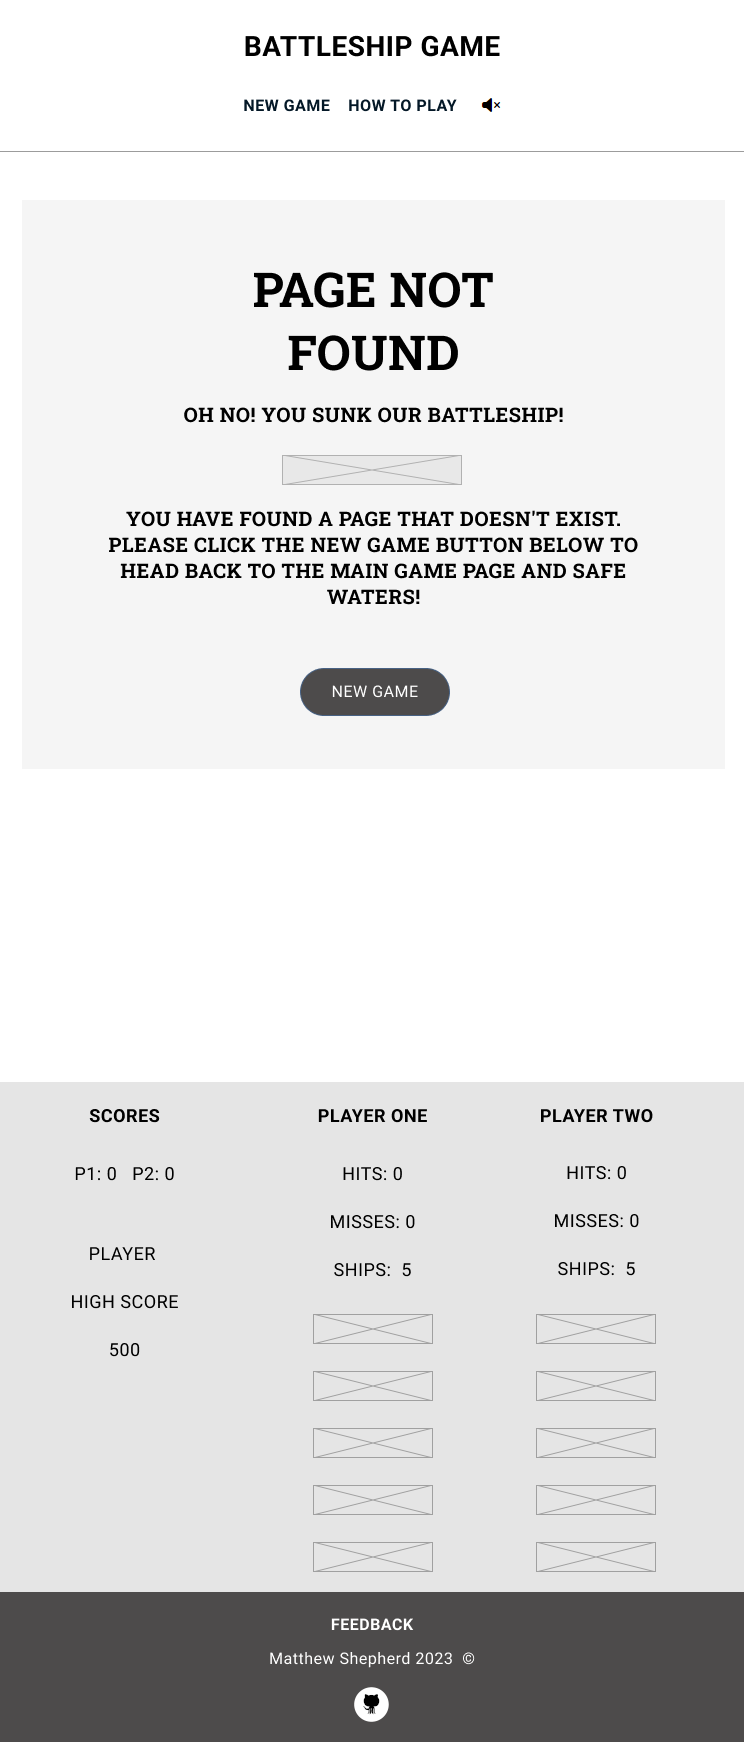 BATTLESHIP GAME
NEW GAME HOW TO PLAY
PAGE NOT
FOUND
OH NO! YOU SUNK OUR BATTLESHIP!
YOU HAVE FOUND A PAGE THAT DOESN'T EXIST.
PLEASE CLICK THE NEW GAME BUTTON BELOW TO
HEAD BACK TO THE MAIN GAME PAGE AND SAFE
WATERS!
NEW GAME
SCORES
P1: 0 P2: 0
PLAYER
HIGH SCORE
500
PLAYER ONE
HITS: 0
MISSES: 0
SHIPS: 5
PLAYER TWO
HITS: 0
MISSES: 0
SHIPS: 5
FEEDBACK
Matthew Shepherd 2023 ©